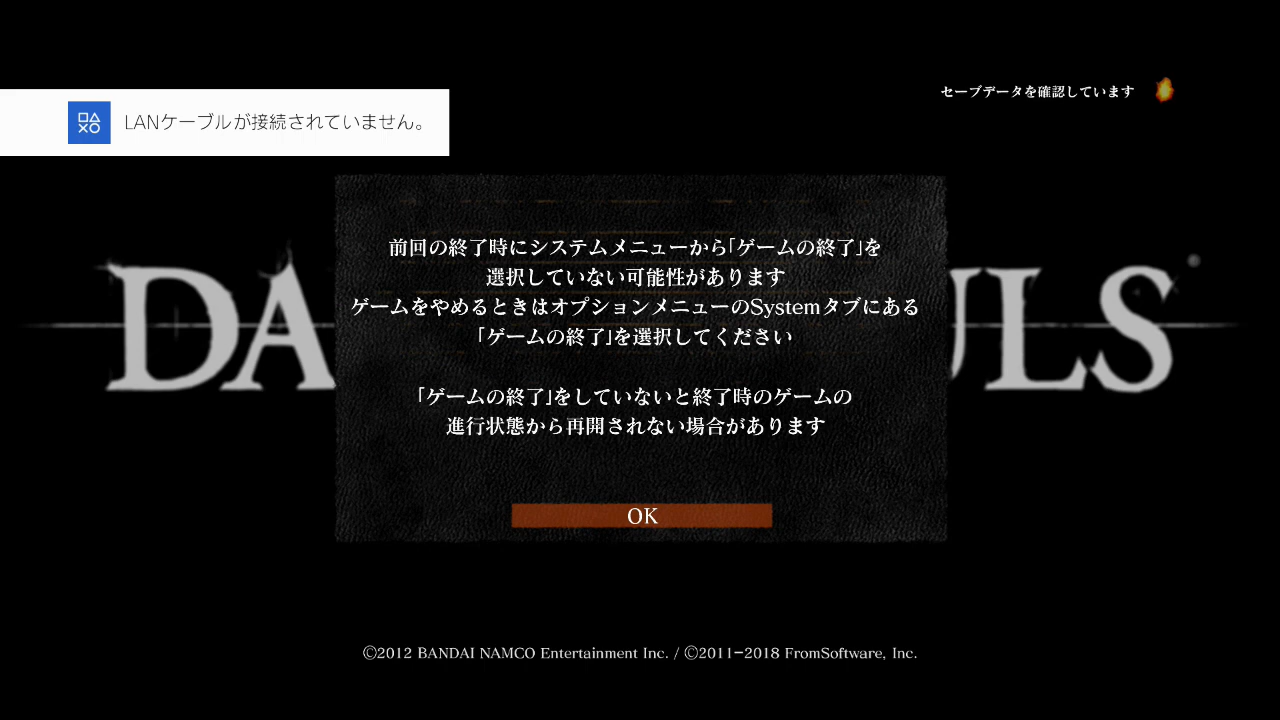 セーブデータを確認しています
LANケーブルが接続されていません。
前回の終了時にシステムメニューから「ゲームの終了」を
選択していない可能性があります
ゲームをやめるときはオプションメニューのSystemタブにある
「ゲームの終了」を選択してください
「ゲームの終了」をしていないと終了時のゲームの
進行状態から再開されない場合があります
DA ULS
OK
©2012 BANDAI NAMCO Entertainment Inc. / ©2011-2018 FromSoftware, Inc.